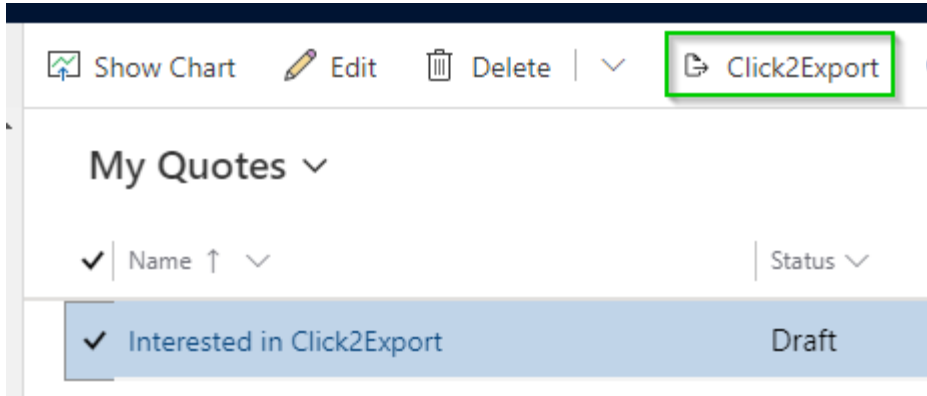 Show Chart Edit Delete Click2Export
My Quotes
Name Status
Interested in Click2Export Draft